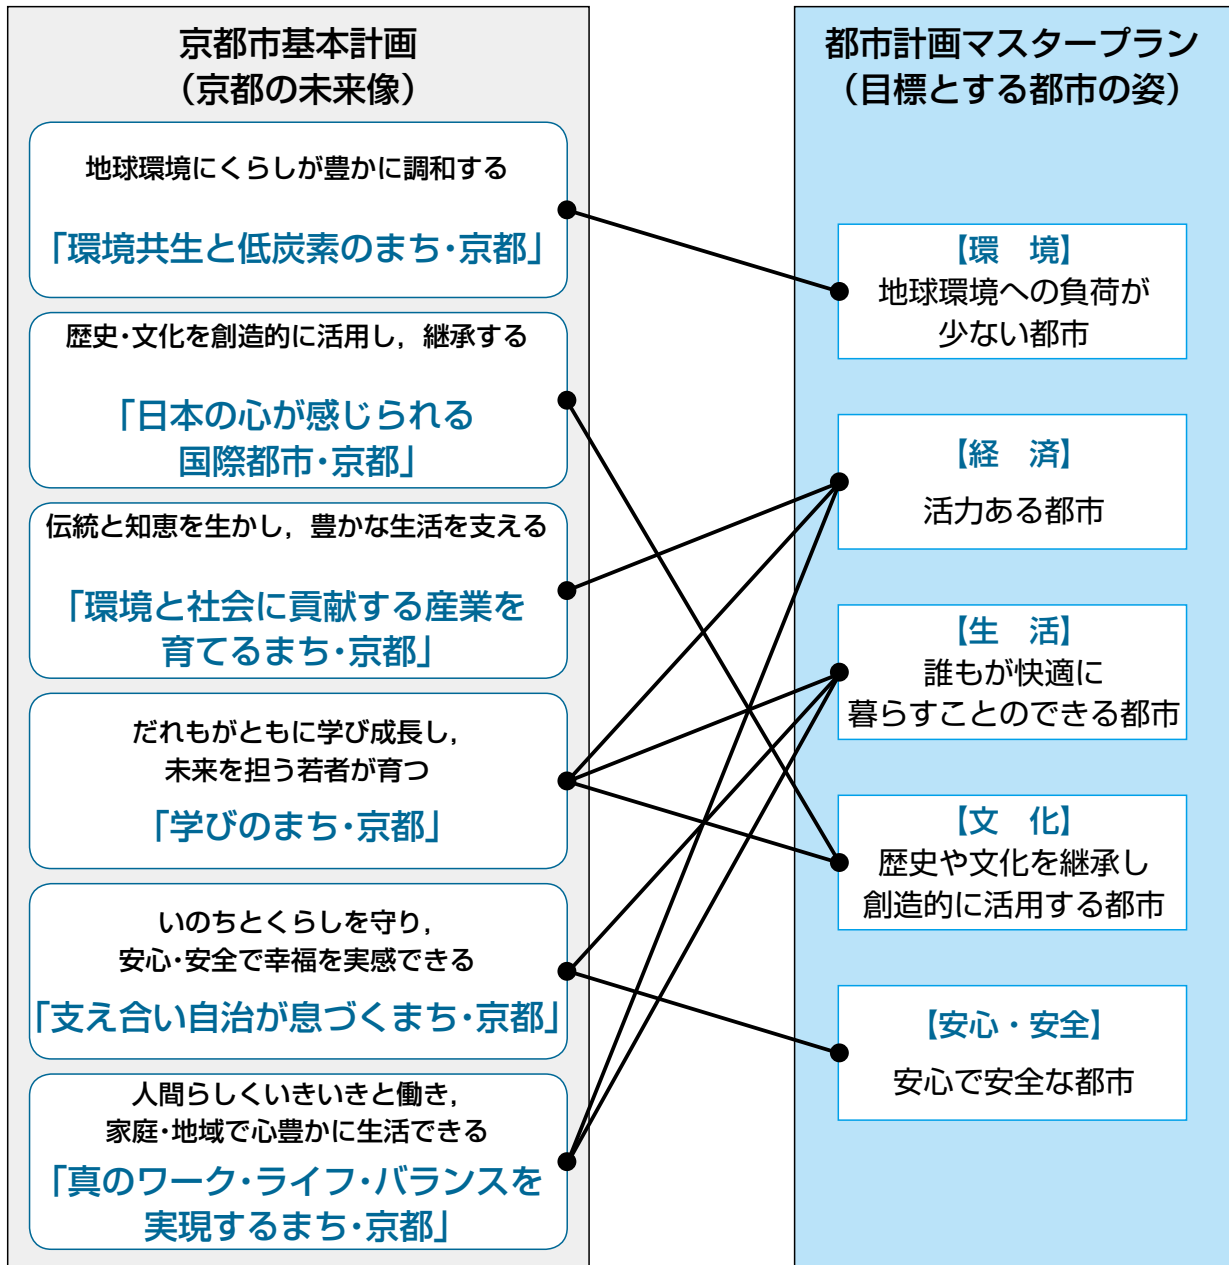 京都市基本計画
（京都の未来像）
地球環境にくらしが豊かに調和する
「環境共生と低炭素のまち・京都」
歴史・文化を創造的に活用し，継承する
「日本の心が感じられる
国際都市・京都」
伝統と知恵を生かし，豊かな生活を支える
「環境と社会に貢献する産業を
育てるまち・京都」
だれもがともに学び成長し，
未来を担う若者が育つ
「学びのまち・京都」
いのちとくらしを守り，
安心・安全で幸福を実感できる
「支え合い自治が息づくまち・京都」
人間らしくいきいきと働き，
家庭・地域で心豊かに生活できる
「真のワーク・ライフ・バランスを
実現するまち・京都」
都市計画マスタープラン
（目標とする都市の姿）
【環　境】
地球環境への負荷が
少ない都市
【経　済】
活力ある都市
【生　活】
誰もが快適に
暮らすことのできる都市
【文　化】
歴史や文化を継承し
創造的に活用する都市
【安心・安全】
安心で安全な都市